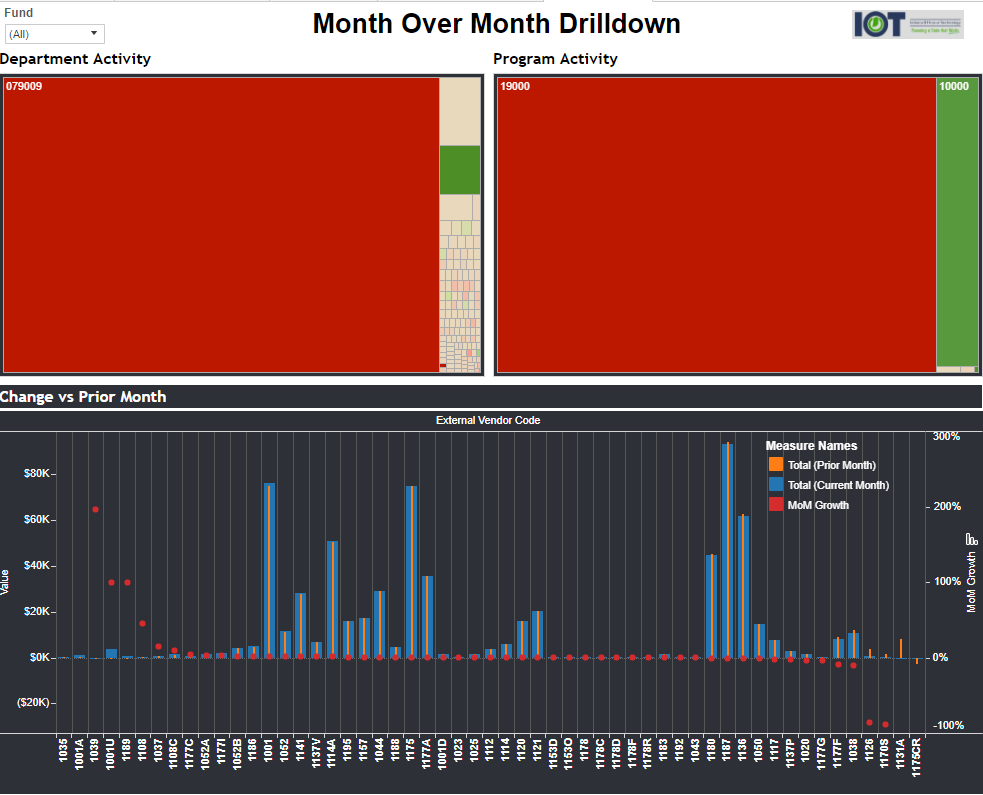 Fund
(All)
Month Over Month Drilldown
IOT
Department Activity
Program Activity
079009
19000
10000
Change vs Prior Month
External Vendor Code
Measure Names
Total (Prior Month)
Total (Current Month)
MoM Growth
$80K
$60K
$40K
$20K
$0K
($20K)
Value
300%
200%
100%
0%
-100%
MoM Growth
1035
1001A
1039
1001U
1189
1108
1037
1108C
1177C
1052A
1177I
1052B
1186
1001
1052
1141
1137V
1114A
1195
1157
1044
1188
1175
1177A
1001D
1023
1025
1112
1114
1120
1121
1153D
1153O
1118
1178C
1178D
1178F
1178R
1183
1192
1043
1180
1187
1136
1050
1117
1137P
1020
1177G
1177F
1038
1126
1170S
1131A
1175CR